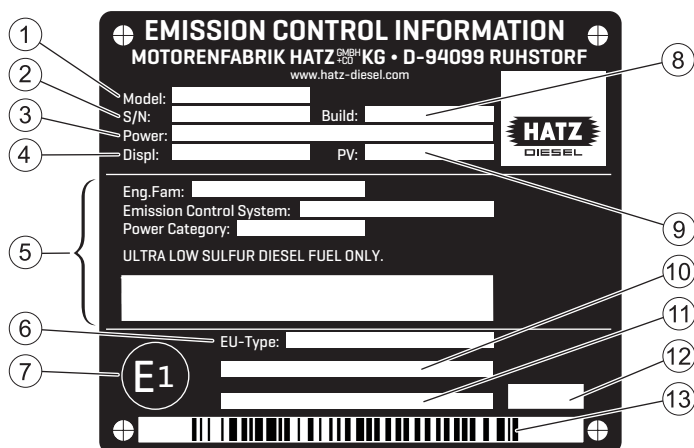 EMISSION CONTROL INFORMATION
MOTORENFABRIK HATZ GMBH +CO KG • D-94099 RUHSTORF
www.hatz-diesel.com
1
Model:
2
S/N: Build:
8
3
Power:
4
Displ: PV:
9
HATZ
DIESEL
5
Eng.Fam:
Emission Control System:
Power Category:
ULTRA LOW SULFUR DIESEL FUEL ONLY.
10
11
6
EU-Type:
7
E1
12
13